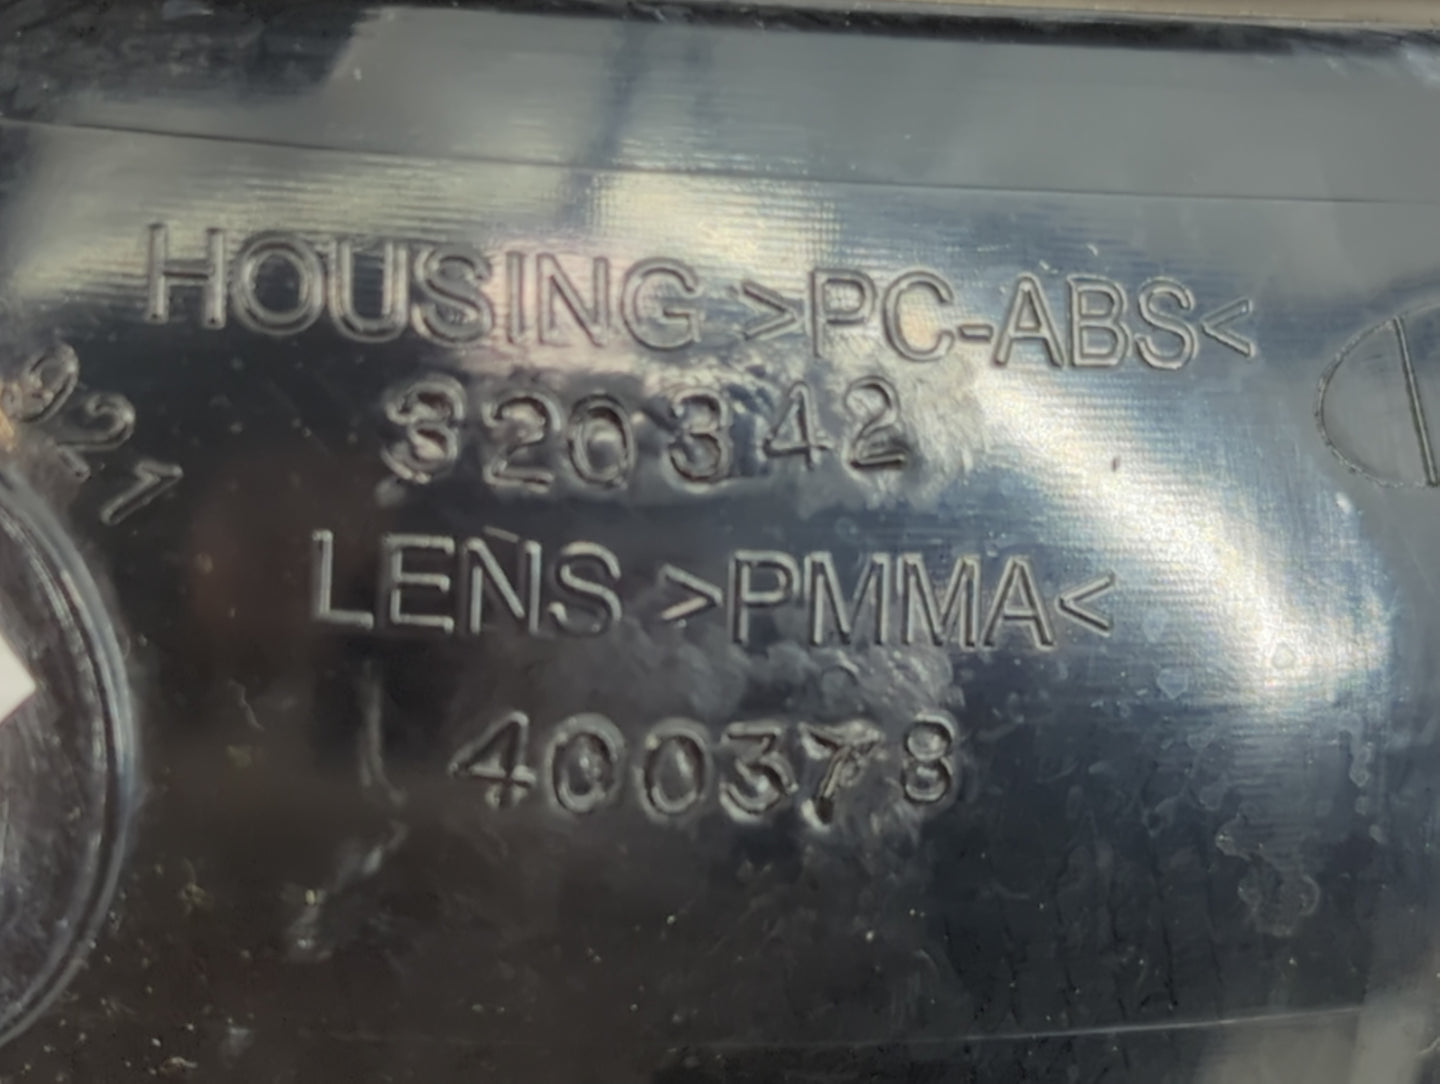 HOUSING >PC-ABS<
320342
LENS >PMMA<
400378